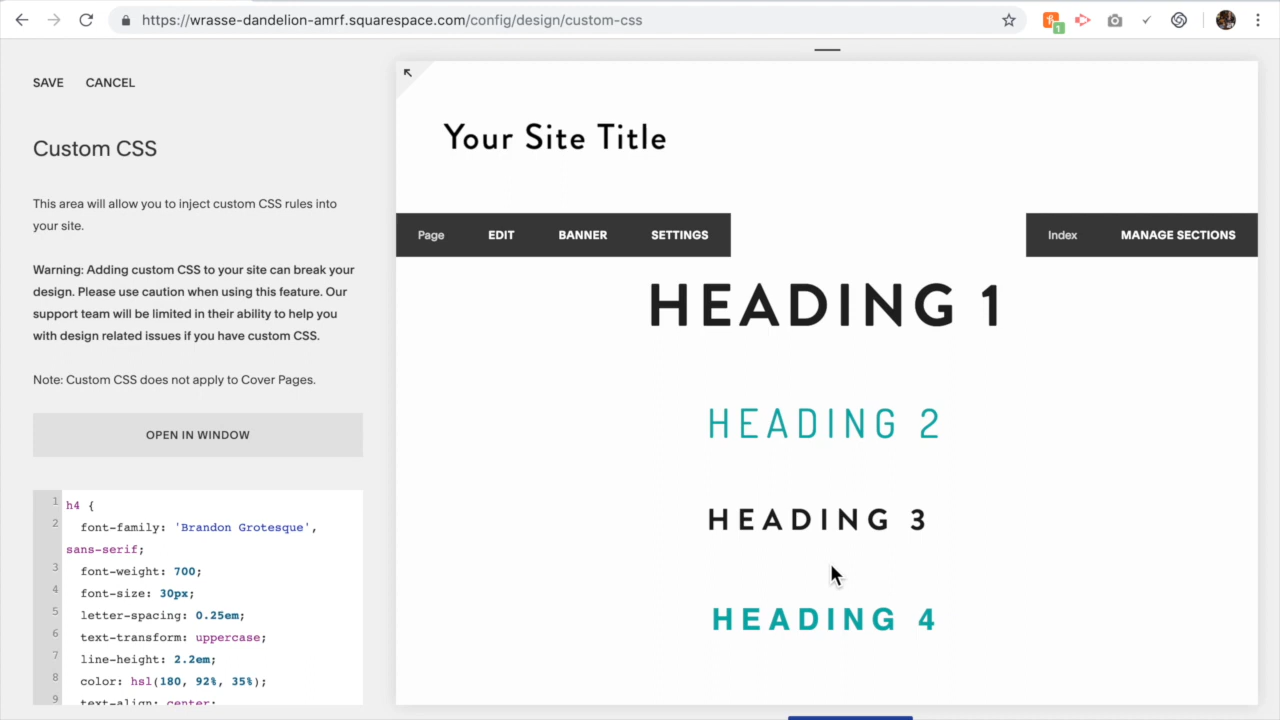 https://wrasse-dandelion-amrf.squarespace.com/config/design/custom-css
1
SAVE CANCEL
Custom CSS
This area will allow you to inject custom CSS rules into
your site.
Warning: Adding custom CSS to your site can break your
design. Please use caution when using this feature. Our
support team will be limited in their ability to help you
with design related issues if you have custom CSS.
Note: Custom CSS does not apply to Cover Pages.
OPEN IN WINDOW
1 h4 {
2 font-family: 'Brandon Grotesque',
sans-serif;
3 font-weight: 700;
4 font-size: 30px;
5 letter-spacing: 0.25em;
6 text-transform: uppercase;
7 line-height: 2.2em;
8 color: hsl(180, 92%, 35%);
9 text-align: center;
Your Site Title
Page EDIT BANNER SETTINGS
Index MANAGE SECTIONS
HEADING 1
HEADING 2
HEADING 3
HEADING 4